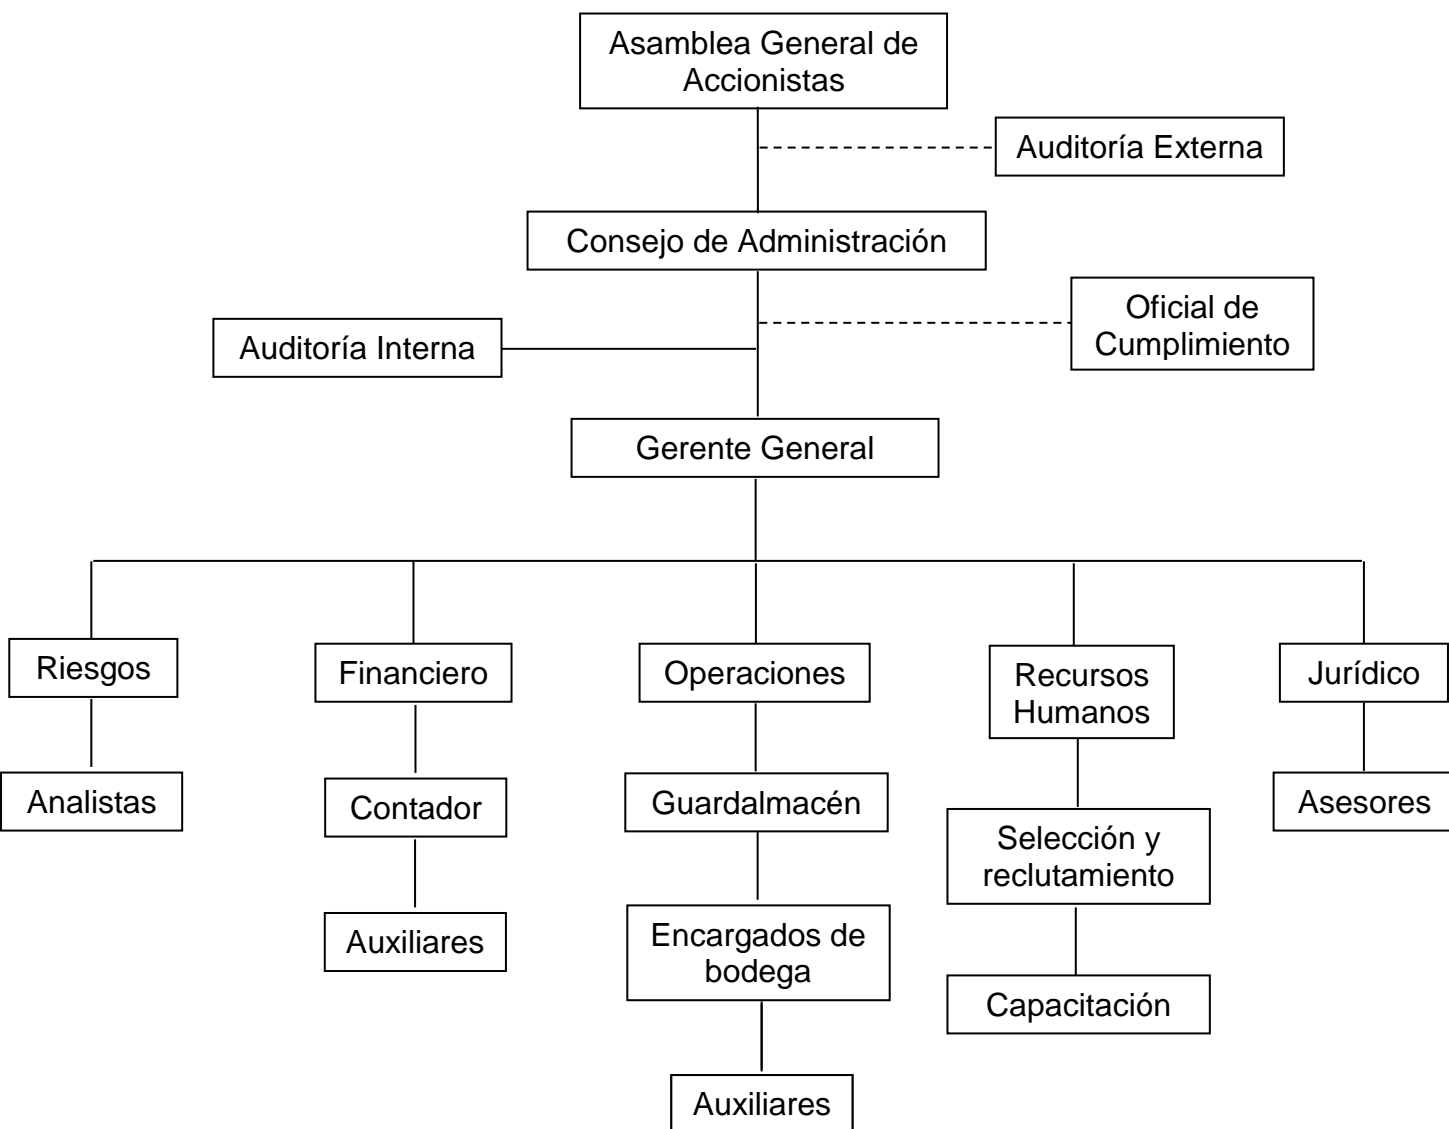 Asamblea General de
Accionistas
Auditoría Externa
Consejo de Administración
Oficial de
Cumplimiento
Auditoría Interna
Gerente General
Riesgos
Financiero
Operaciones
Recursos
Humanos
Jurídico
Analistas
Contador
Guardalmacén
Selección y
reclutamiento
Asesores
Auxiliares
Encargados de
bodega
Capacitación
Auxiliares